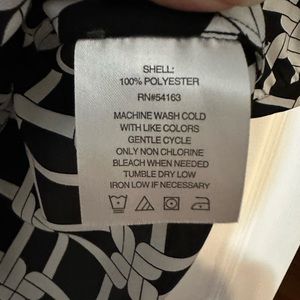 SHELL:
100% POLYESTER
RN#54163
MACHINE WASH COLD
WITH LIKE COLORS
GENTLE CYCLE
ONLY NON CHLORINE
BLEACH WHEN NEEDED
TUMBLE DRY LOW
IRON LOW IF NECESSARY